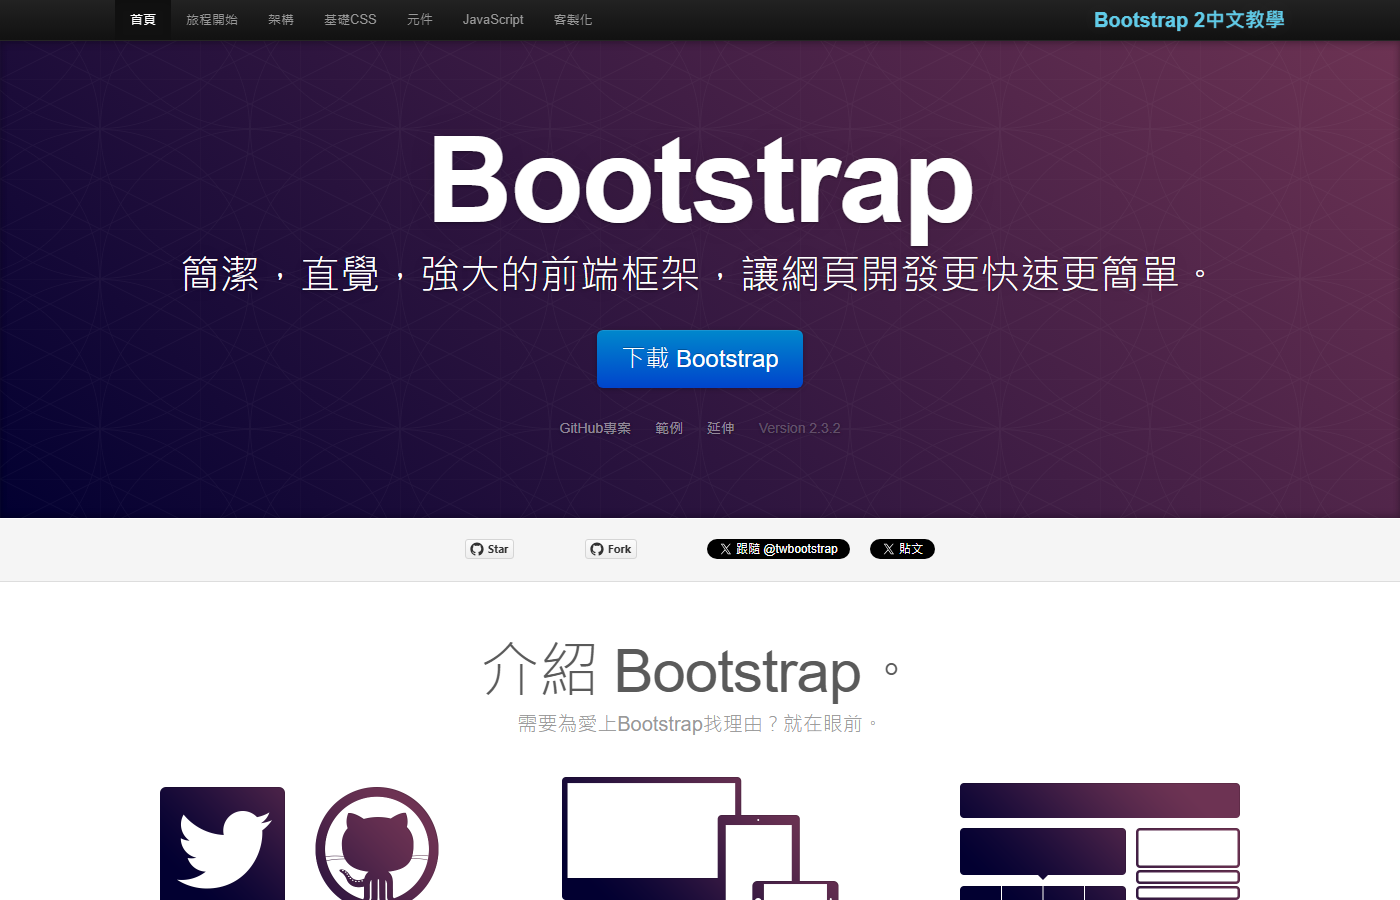 首頁 旅程開始 架構 基礎CSS 元件 JavaScript 客製化 Bootstrap 2中文教學
Bootstrap
簡潔，直覺，強大的前端框架，讓網頁開發更快速更簡單。
下載 Bootstrap
GitHub專案 範例 延伸 Version 2.3.2
Star Fork 跟隨 @twbootstrap 貼文
介紹 Bootstrap。
需要為愛上Bootstrap找理由？就在眼前。